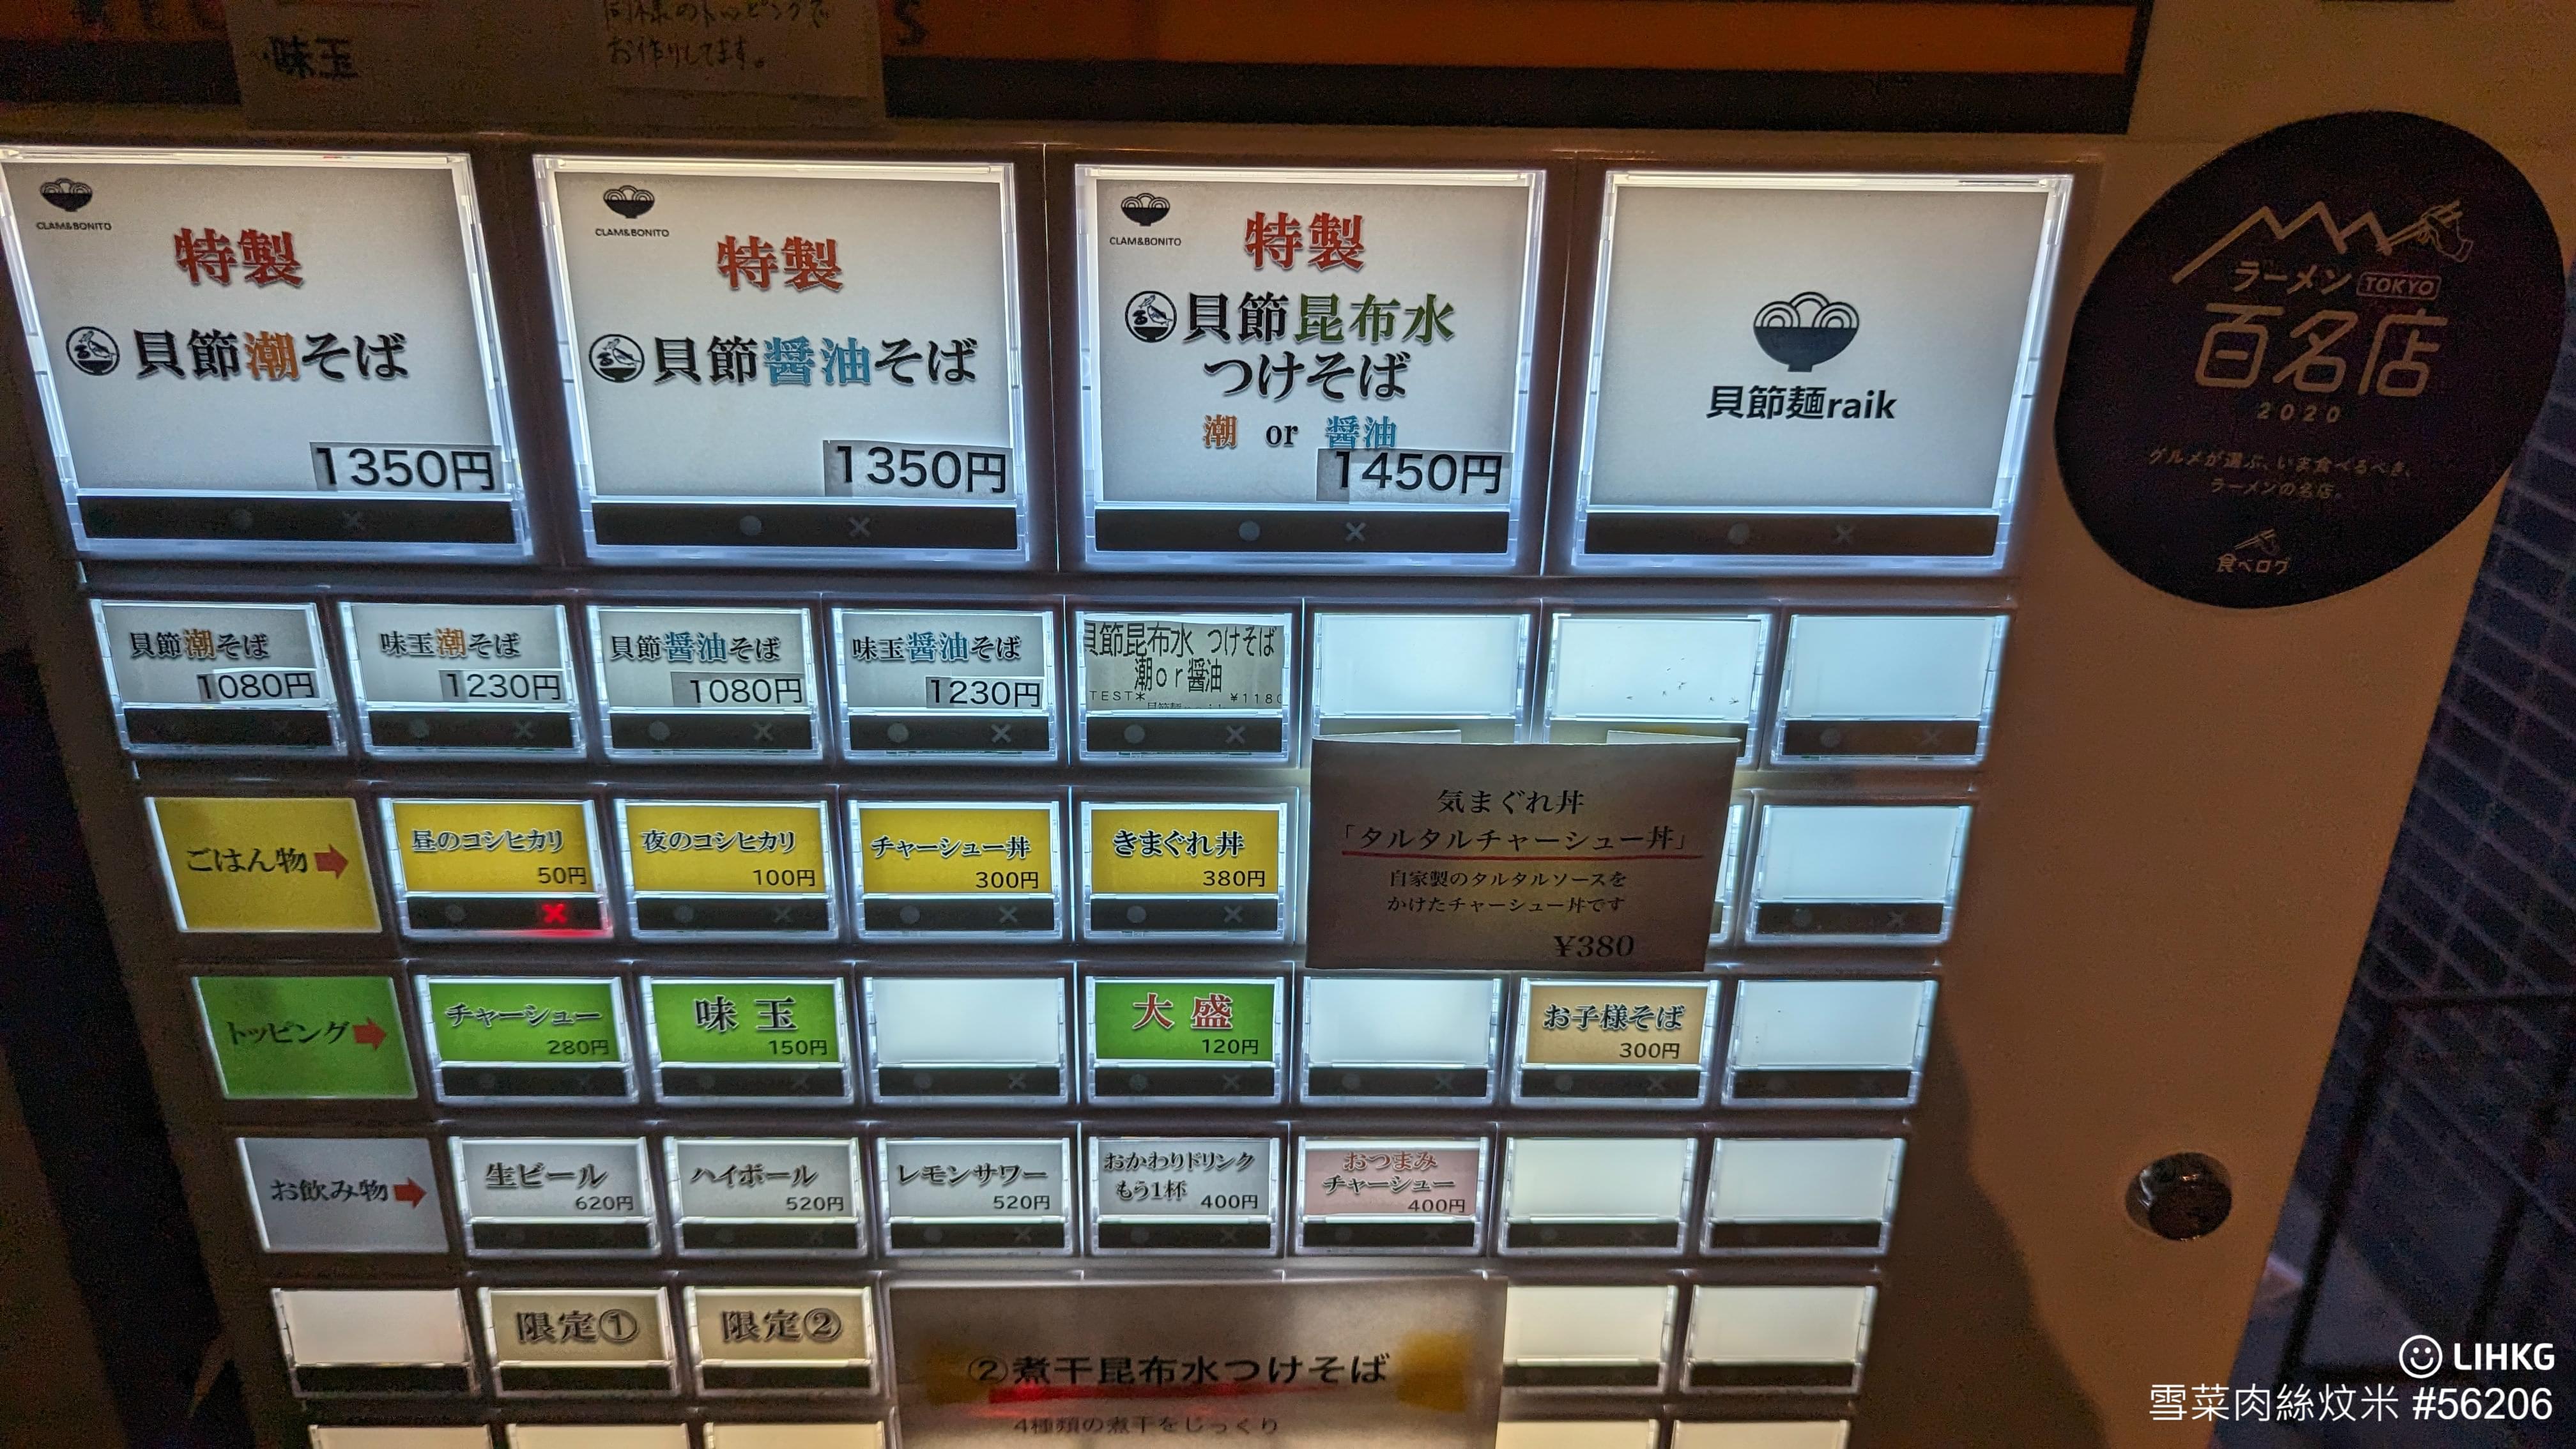 味玉
同様のトッピングで
お作りしてます。
S
CLAM&BONITO
特製
貝節潮そば
1350円
CLAM&BONITO
特製
貝節醤油そば
1350円
CLAM&BONITO
特製
貝節昆布水
つけそば
潮 or 醤油
1450円
貝節麺raik
ラーメン TOKYO
百名店
2020
グルメが選ぶ、いま食べるべき、
ラーメンの名店。
食べログ
貝節潮そば
1080円
味玉潮そば
1230円
貝節醤油そば
1080円
味玉醤油そば
1230円
貝節昆布水 つけそば
潮or醤油
TEST* ¥1180
ごはん物
昼のコシヒカリ
50円
夜のコシヒカリ
100円
チャーシュー丼
300円
きまぐれ丼
380円
気まぐれ丼
「タルタルチャーシュー丼」
自家製のタルタルソースを
かけたチャーシュー丼です
¥380
トッピング
チャーシュー
280円
味玉
150円
大盛
120円
お子様そば
300円
お飲み物
生ビール
620円
ハイボール
520円
レモンサワー
520円
おかわりドリンク
もう1杯 400円
おつまみ
チャーシュー
400円
限定①
限定②
②煮干昆布水つけそば
4種類の煮干をじっくり
LIHKG
雪菜肉絲炆米 #56206